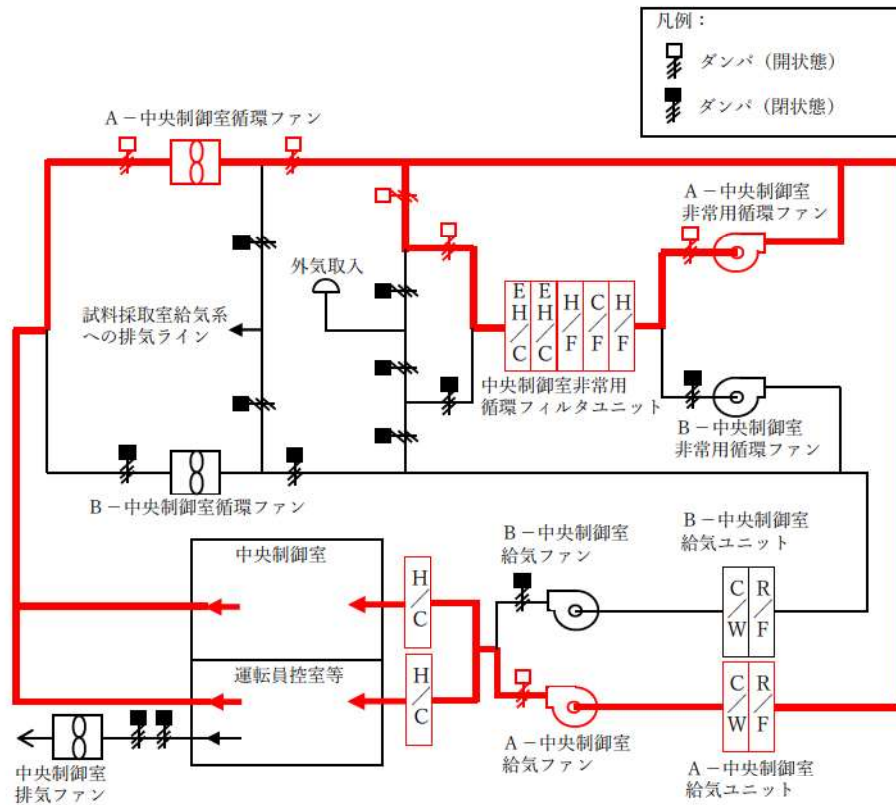 凡例：
ダンパ（開状態）
ダンパ（閉状態）
A－中央制御室循環ファン
A－中央制御室
非常用循環ファン
外気取入
試料採取室給気系
への排気ライン
E H／C
E H／C
H／F
C／F
H／F
中央制御室非常用
循環フィルタユニット
B－中央制御室
非常用循環ファン
B－中央制御室循環ファン
B－中央制御室
給気ファン
B－中央制御室
給気ユニット
中央制御室
H／C
C／W
R／F
運転員控室等
H／C
C／W
R／F
中央制御室
排気ファン
A－中央制御室
給気ファン
A－中央制御室
給気ユニット